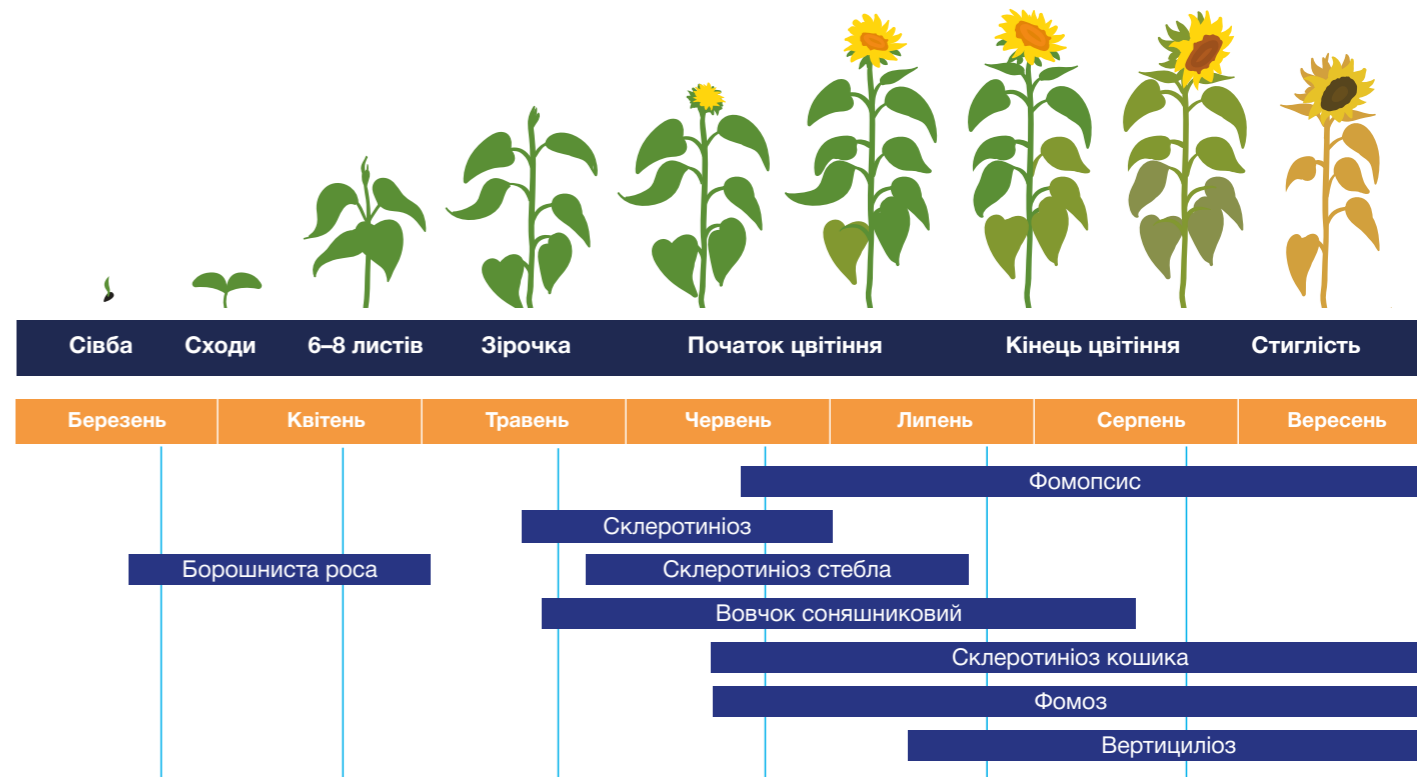 Сівба Сходи 6–8 листів Зірочка Початок цвітіння Кінець цвітіння Стиглість
Березень Квітень Травень Червень Липень Серпень Вересень
Фомопсис
Склеротиніоз
Борошниста роса Склеротиніоз стебла
Вовчок соняшниковий
Склеротиніоз кошика
Фомоз
Вертициліоз